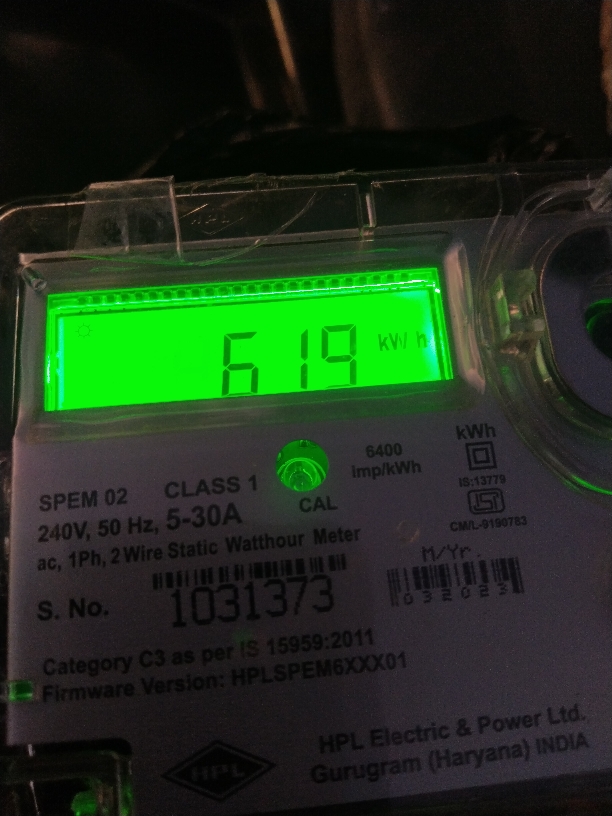 HPL
619 kWh
kWh
6400
Imp/kWh
IS:13779
ISI
CM/L-9190783
SPEM 02 CLASS 1
CAL
240V, 50 Hz, 5-30A
ac, 1Ph, 2 Wire Static Watthour Meter
M/Yr.
032023
S. No. 1031373
Category C3 as per IS 15959:2011
Firmware Version: HPLSPEM6XXX01
HPL
HPL Electric & Power Ltd.
Gurugram (Haryana) INDIA